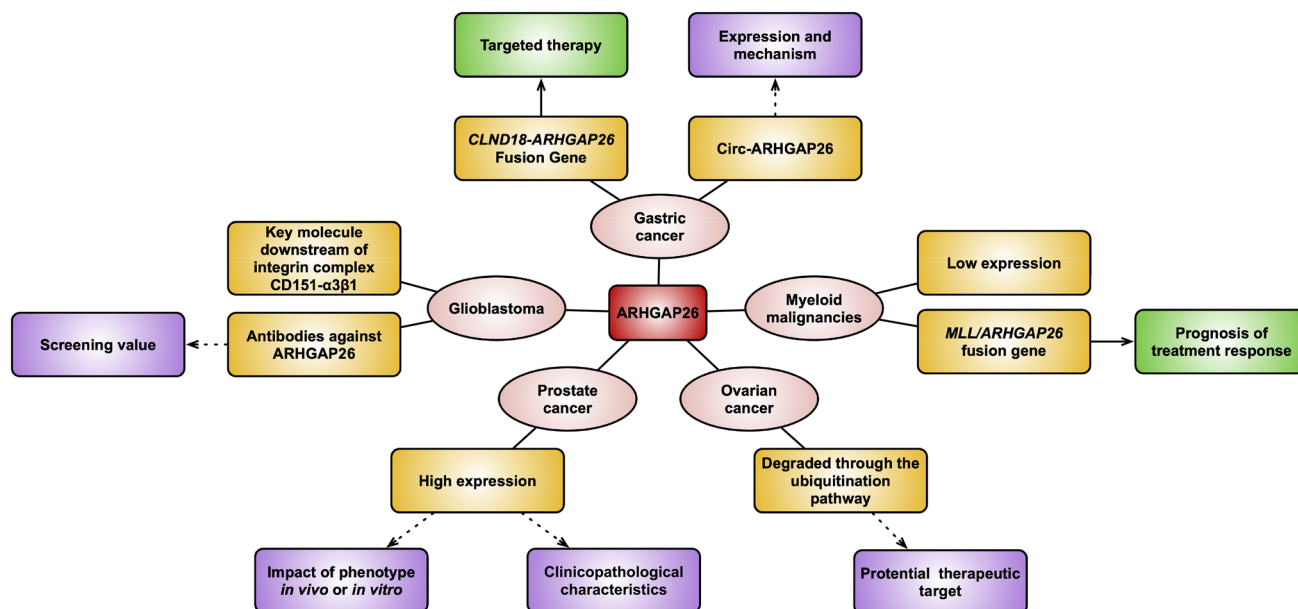 Targeted therapy
Expression and
mechanism
CLND18-ARHGAP26
Fusion Gene
Circ-ARHGAP26
Gastric
cancer
Key molecule
downstream of
integrin complex
CD151-α3β1
Glioblastoma
ARHGAP26
Myeloid
malignancies
Low expression
Screening value
Antibodies against
ARHGAP26
MLL/ARHGAP26
fusion gene
Prognosis of
treatment response
Prostate
cancer
Ovarian
cancer
High expression
Degraded through the
ubiquitination
pathway
Impact of phenotype
in vivo or in vitro
Clinicopathological
characteristics
Protential therapeutic
target